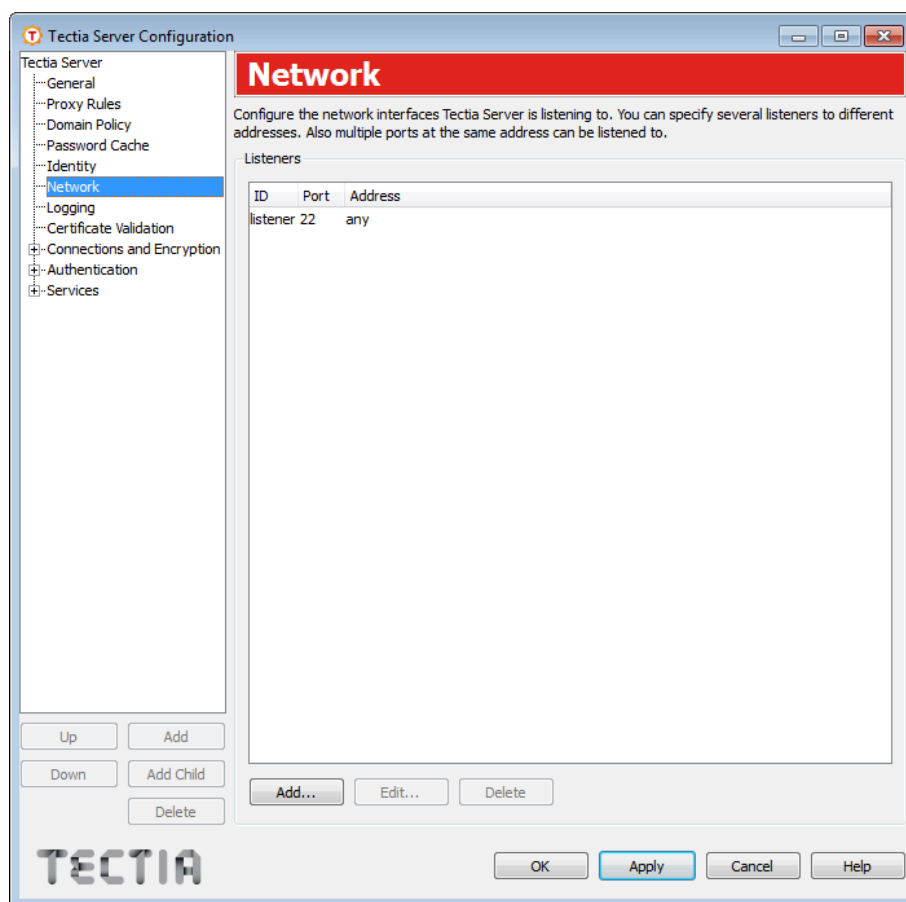 Tectia Server Configuration
Tectia Server
General
Proxy Rules
Domain Policy
Password Cache
Identity
Network
Logging
Certificate Validation
Connections and Encryption
Authentication
Services
Up
Add
Down
Add Child
Delete
Network
Configure the network interfaces Tectia Server is listening to. You can specify several listeners to different
addresses. Also multiple ports at the same address can be listened to.
Listeners
ID Port Address
listener 22 any
Add... Edit... Delete
TECTIA
OK Apply Cancel Help